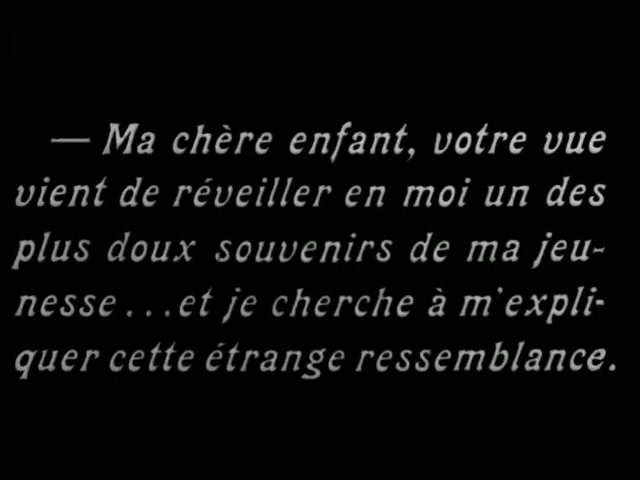 — Ma chère enfant, votre vue
vient de réveiller en moi un des
plus doux souvenirs de ma jeu-
nesse...et je cherche à m'expli-
quer cette étrange ressemblance.